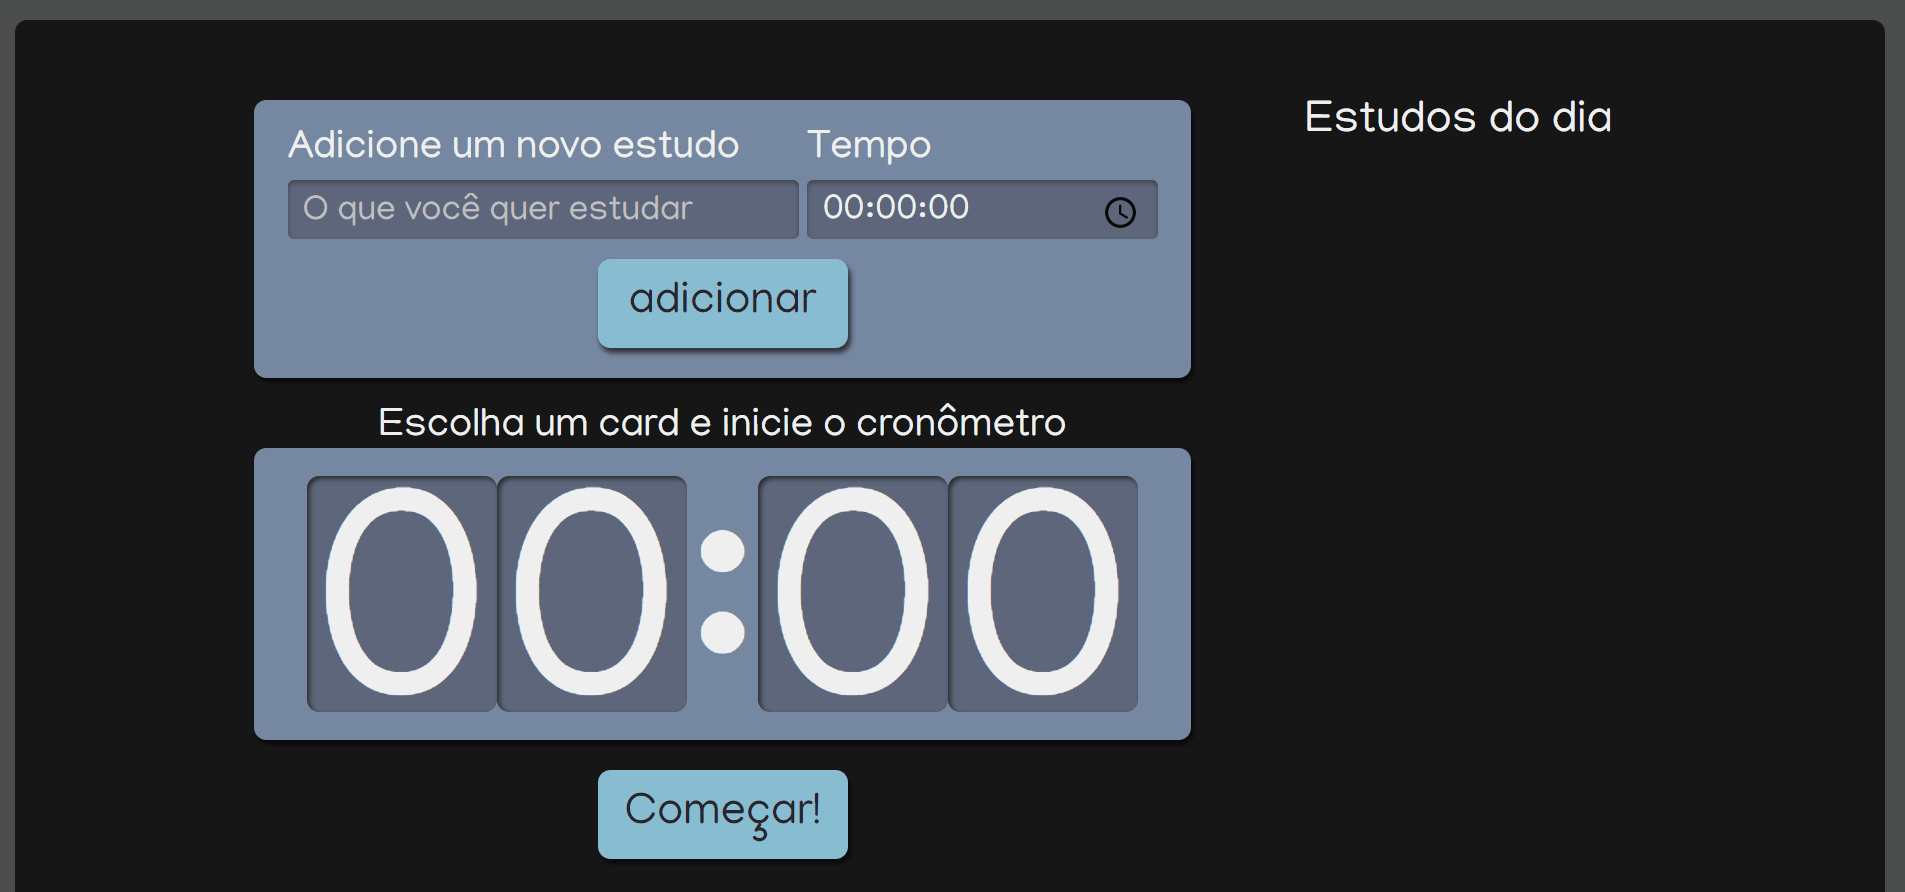 Adicione um novo estudo Tempo
O que você quer estudar 00:00:00
adicionar
Escolha um card e inicie o cronômetro
00:00
Começar!
Estudos do dia